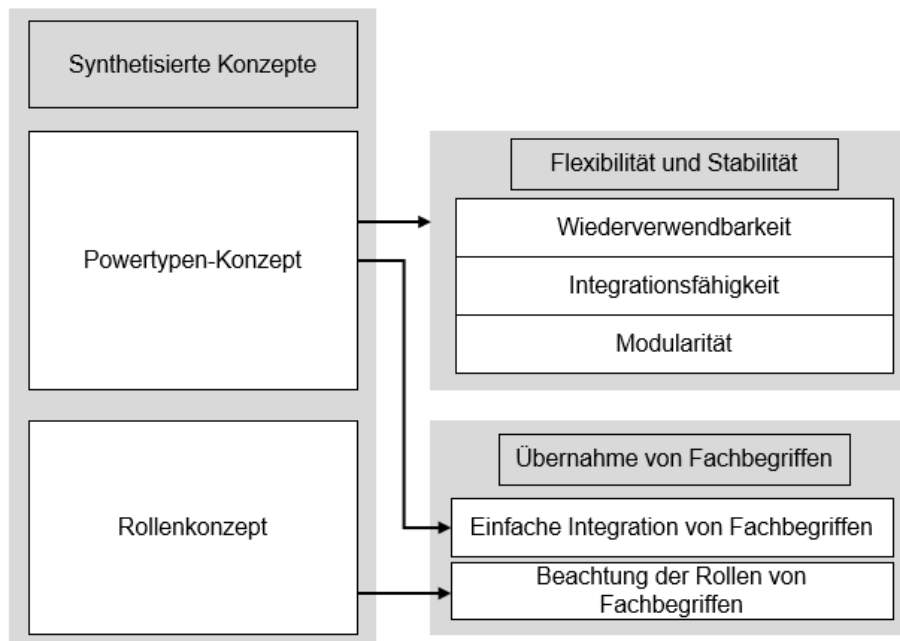 Synthetisierte Konzepte
Powertypen-Konzept
Rollenkonzept
Flexibilität und Stabilität
Wiederverwendbarkeit
Integrationsfähigkeit
Modularität
Übernahme von Fachbegriffen
Einfache Integration von Fachbegriffen
Beachtung der Rollen von
Fachbegriffen